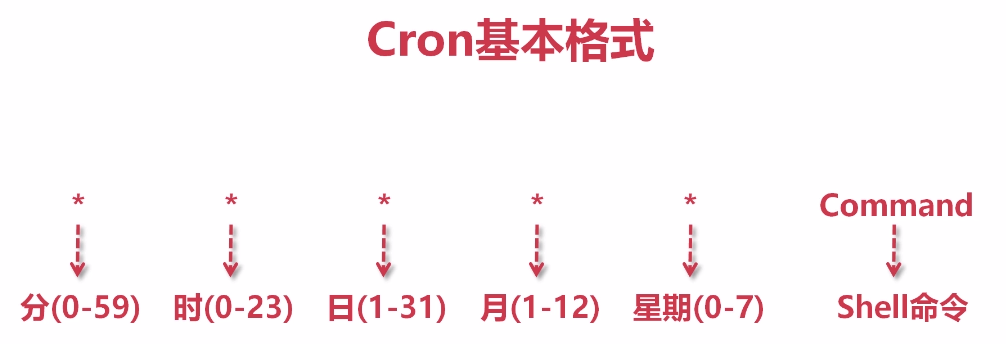 Cron基本格式
* * * * * Command
分(0-59) 时(0-23) 日(1-31) 月(1-12) 星期(0-7) Shell命令